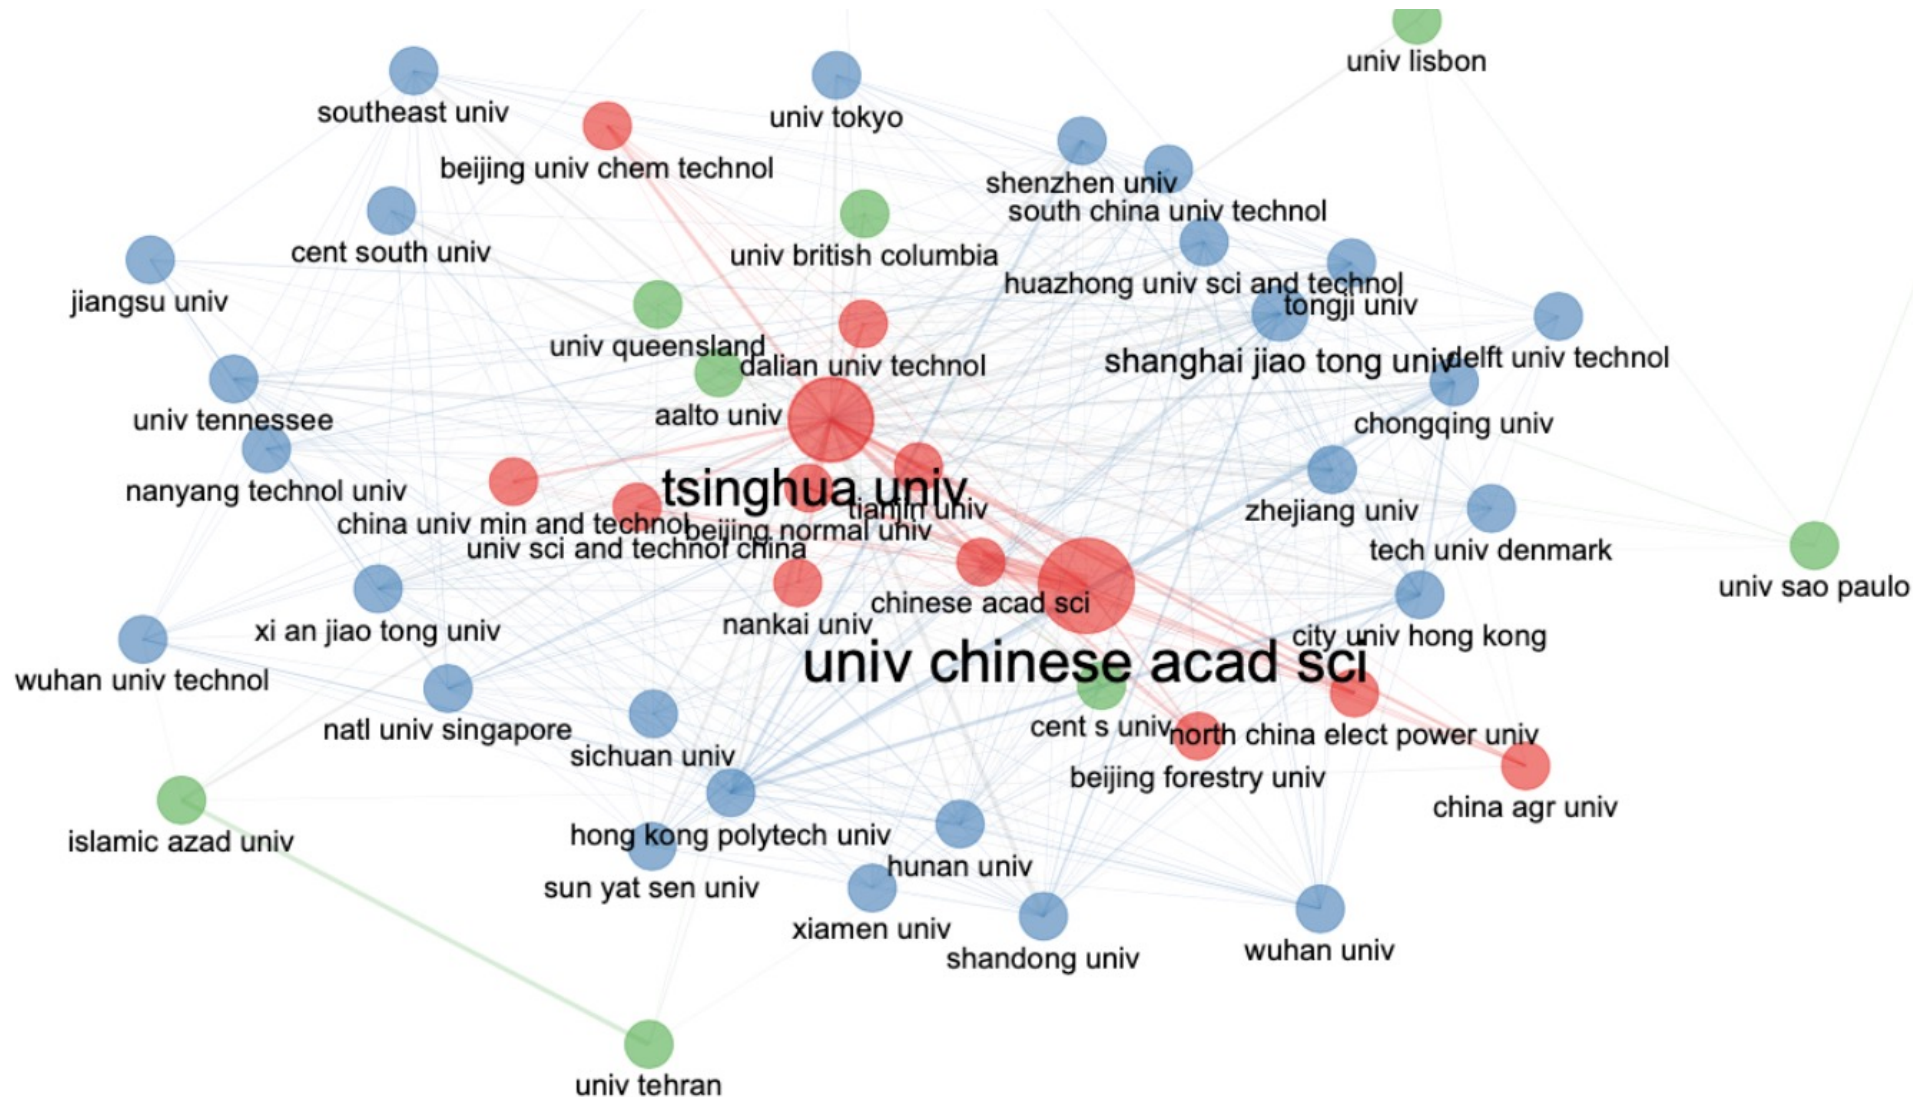 univ lisbon
southeast univ
univ tokyo
beijing univ chem technol
shenzhen univ
south china univ technol
cent south univ
univ british columbia
huazhong univ sci and technol
jiangsu univ
tongji univ
univ queensland
dalian univ technol
shanghai jiao tong univ
delft univ technol
aalto univ
univ tennessee
chongqing univ
nanyang technol univ
tsinghua univ
tianjin univ
zhejiang univ
china univ min and technol
beijing normal univ
univ sci and technol china
tech univ denmark
univ sao paulo
chinese acad sci
nankai univ
xi an jiao tong univ
city univ hong kong
univ chinese acad sci
wuhan univ technol
natl univ singapore
cent s univ
north china elect power univ
sichuan univ
beijing forestry univ
china agr univ
islamic azad univ
hong kong polytech univ
hunan univ
sun yat sen univ
xiamen univ
shandong univ
wuhan univ
univ tehran